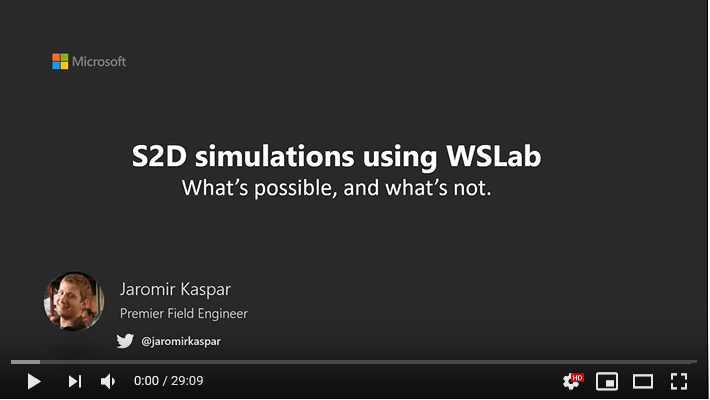 Microsoft
S2D simulations using WSLab
What's possible, and what's not.
Jaromir Kaspar
Premier Field Engineer
@jaromirkaspar
0:00 / 29:09
HD